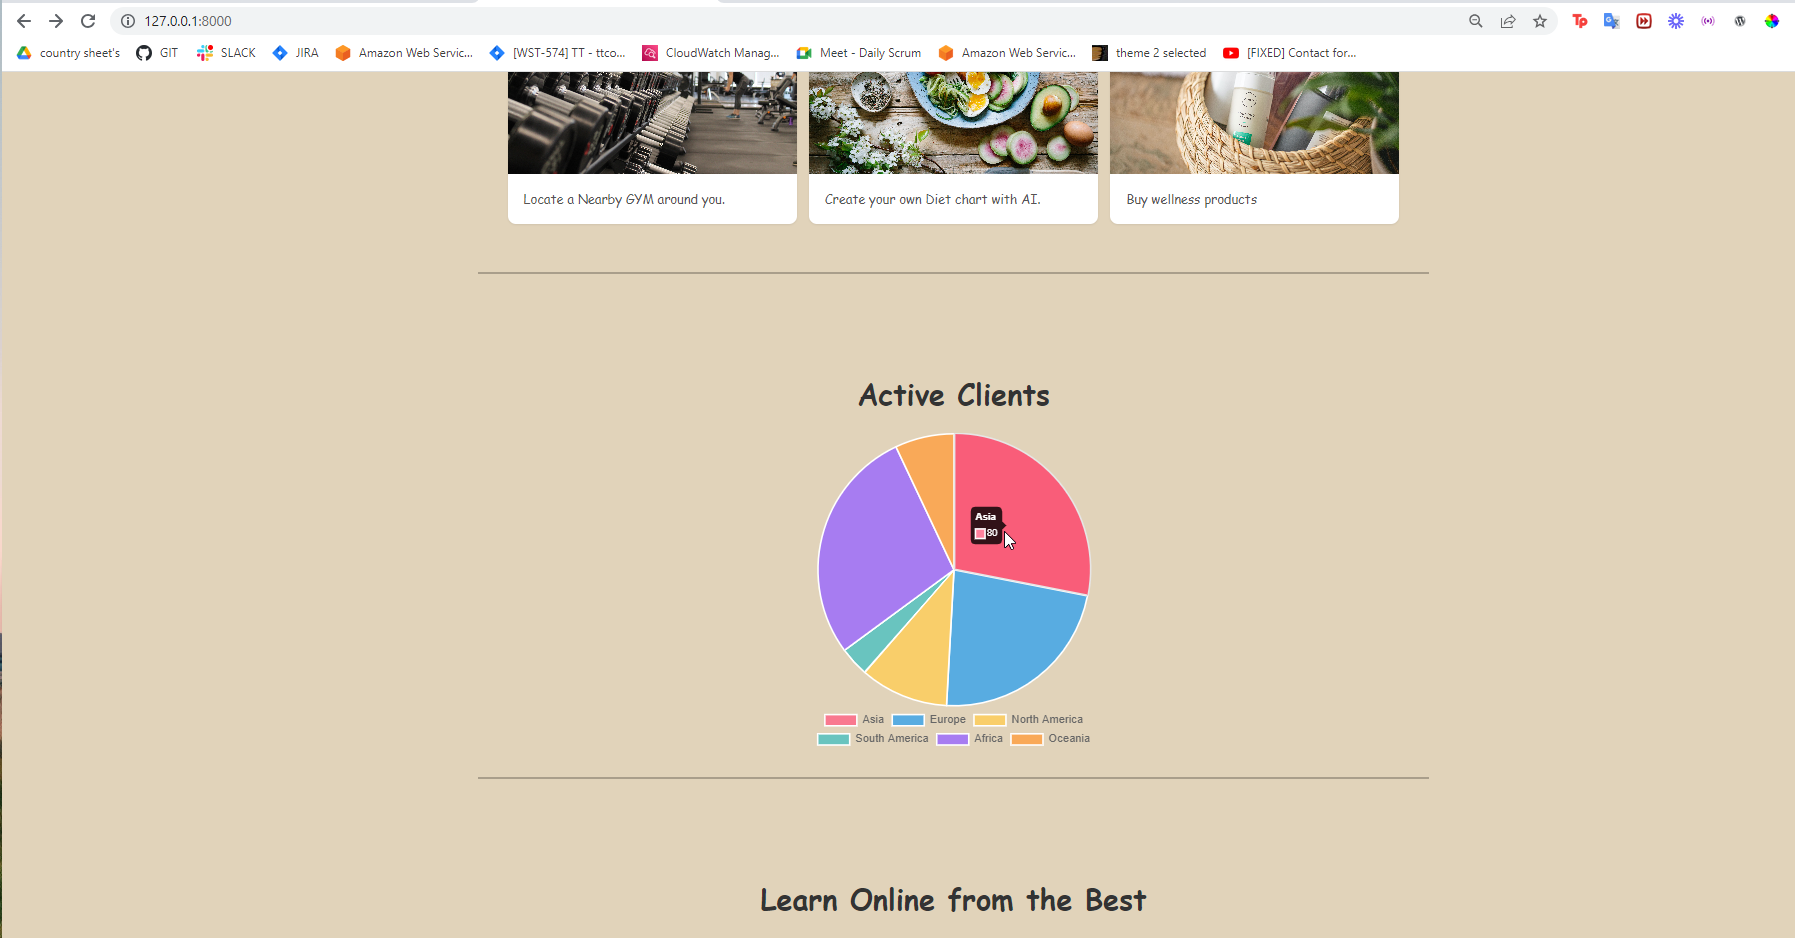 127.0.0.1:8000
country sheet's GIT SLACK JIRA Amazon Web Servic... [WST-574] TT - ttco... CloudWatch Manag... Meet - Daily Scrum Amazon Web Servic... theme 2 selected [FIXED] Contact for...
Locate a Nearby GYM around you. Create your own Diet chart with AI. Buy wellness products
Active Clients
Asia
80
Asia Europe North America
South America Africa Oceania
Learn Online from the Best